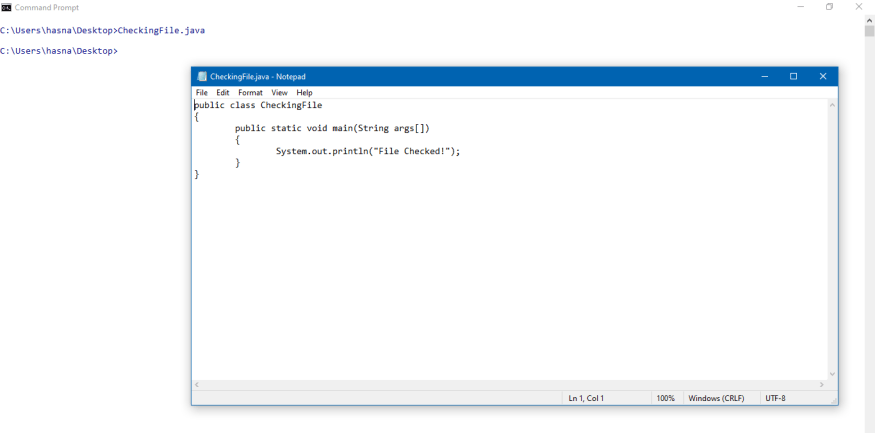 Command Prompt
C:\Users\hasna\Desktop>CheckingFile.java
C:\Users\hasna\Desktop>
CheckingFile.java - Notepad
File Edit Format View Help
public class CheckingFile
{
public static void main(String args[])
{
System.out.println("File Checked!");
}
}
Ln 1, Col 1 100% Windows (CRLF) UTF-8